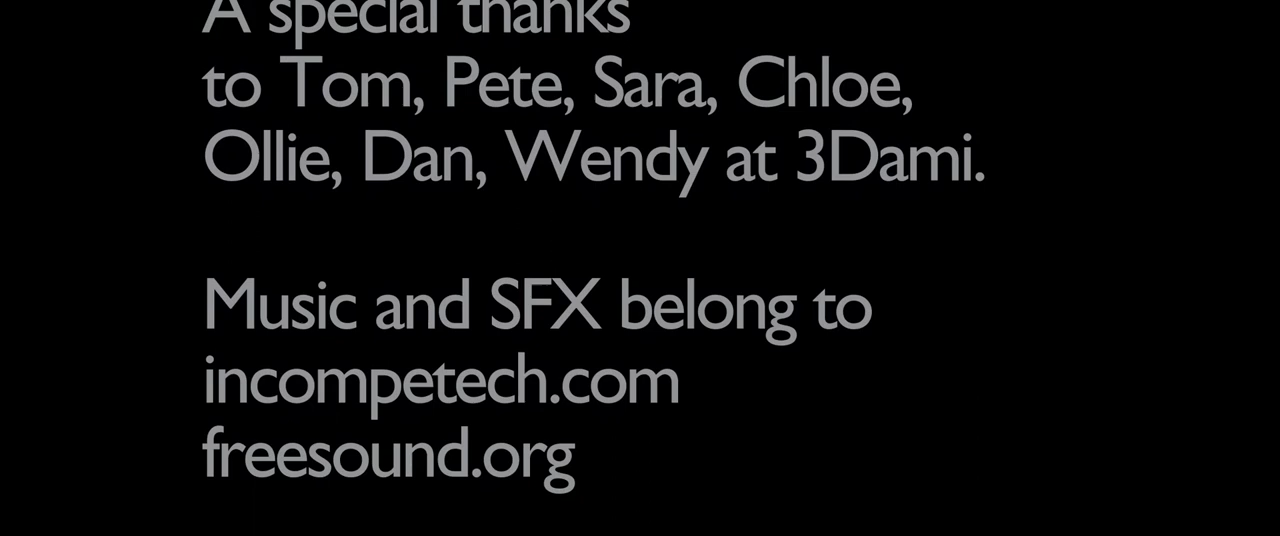 A special thanks
to Tom, Pete, Sara, Chloe,
Ollie, Dan, Wendy at 3Dami.
Music and SFX belong to
incompetech.com
freesound.org